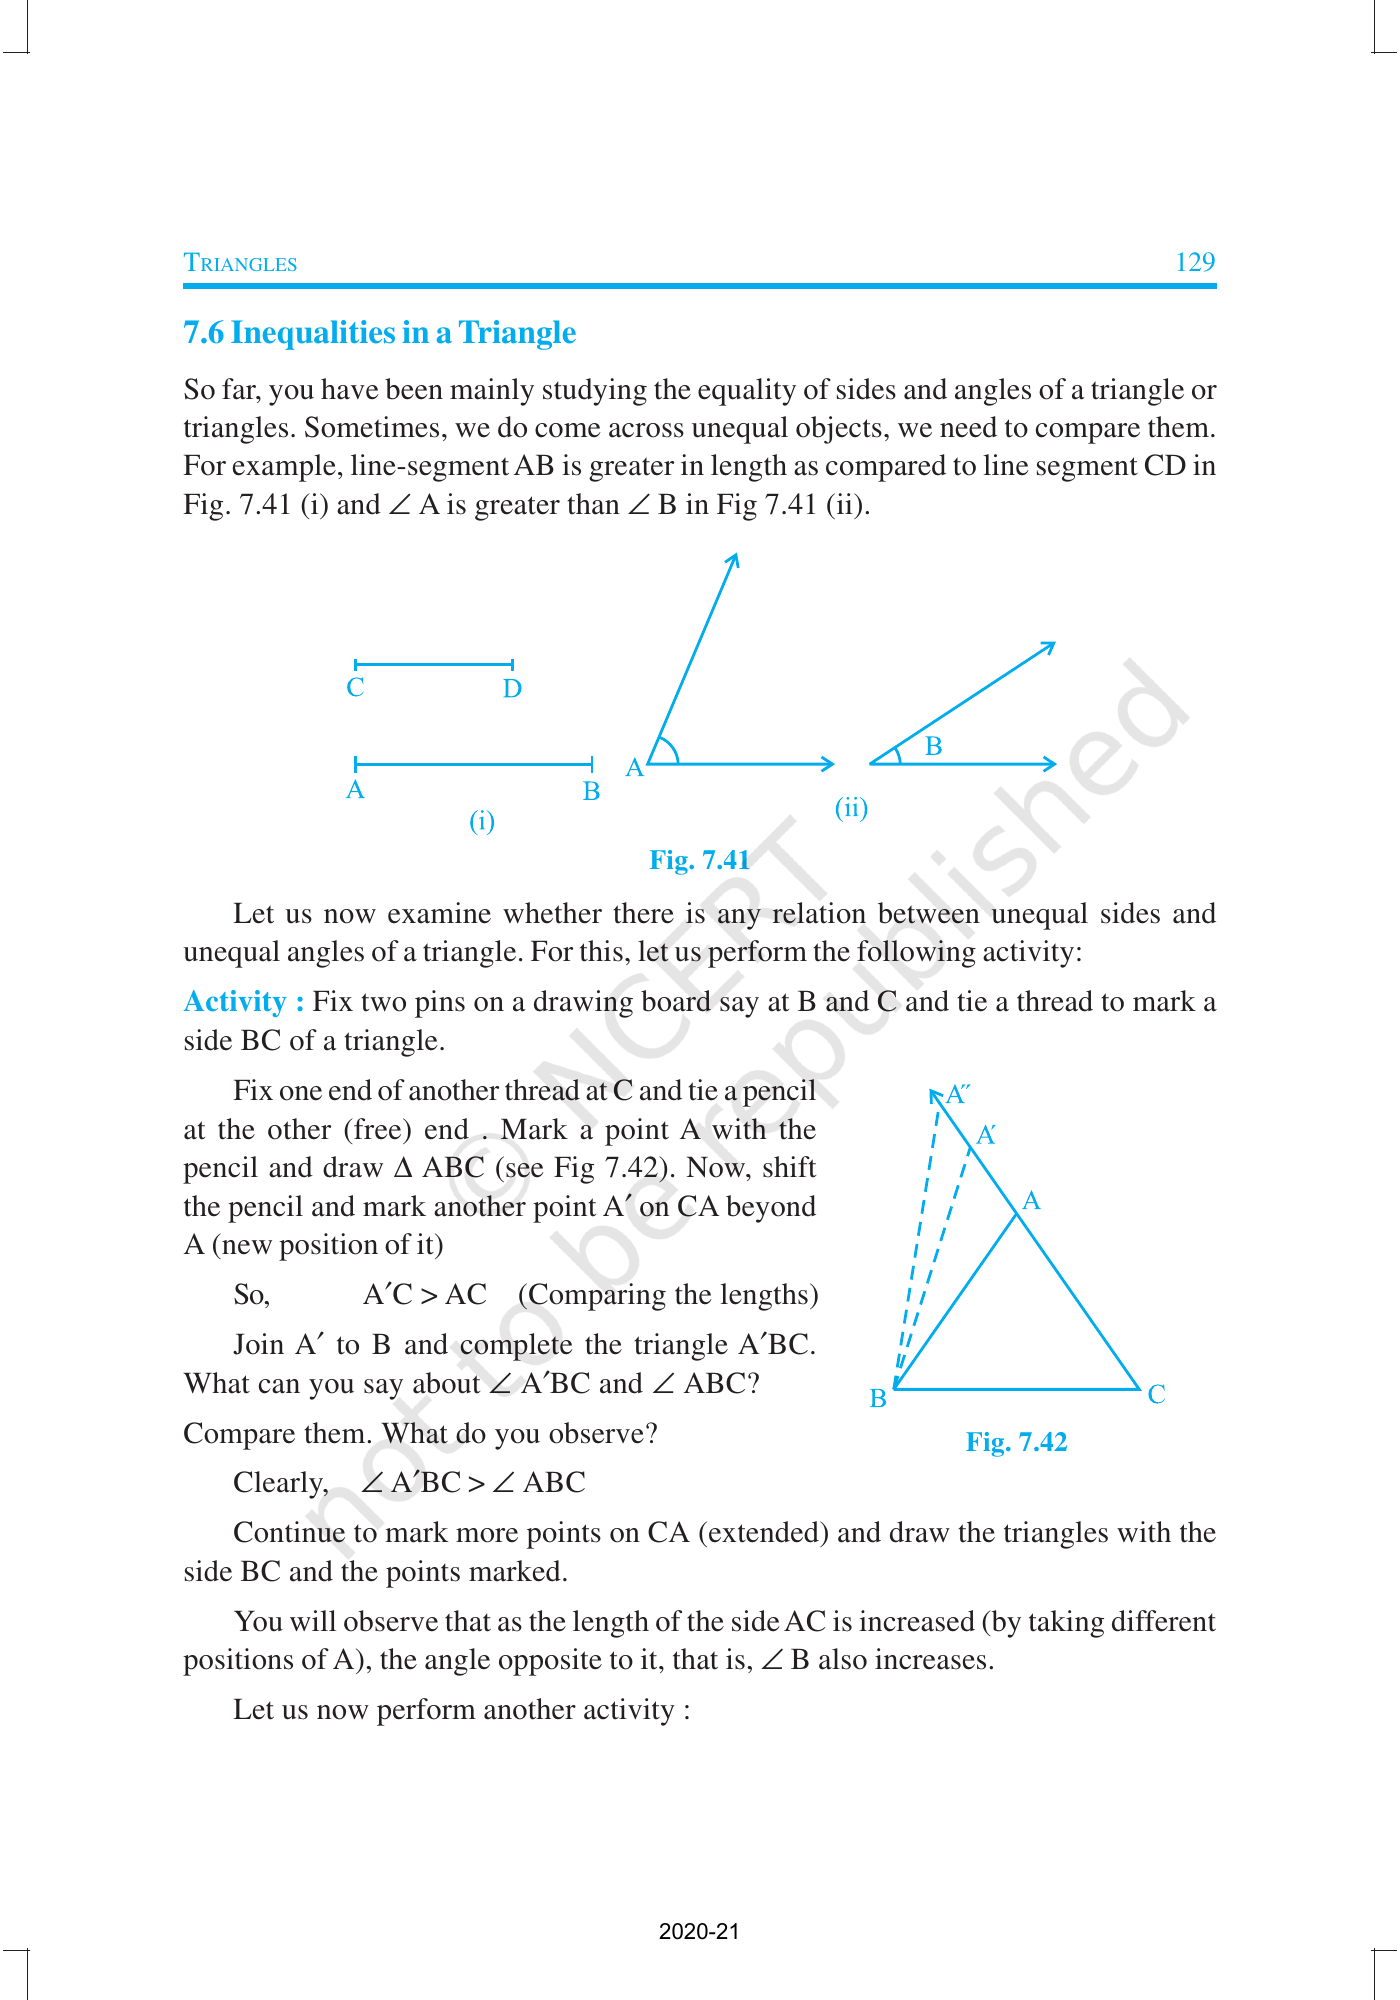 TRIANGLES 129
7.6 Inequalities in a Triangle
So far, you have been mainly studying the equality of sides and angles of a triangle or
triangles. Sometimes, we do come across unequal objects, we need to compare them.
For example, line-segment AB is greater in length as compared to line segment CD in
Fig. 7.41 (i) and ∠ A is greater than ∠ B in Fig 7.41 (ii).
C D
A B
(i)
A
B
(ii)
Fig. 7.41
Let us now examine whether there is any relation between unequal sides and
unequal angles of a triangle. For this, let us perform the following activity:
Activity : Fix two pins on a drawing board say at B and C and tie a thread to mark a
side BC of a triangle.
Fix one end of another thread at C and tie a pencil
at the other (free) end . Mark a point A with the
pencil and draw Δ ABC (see Fig 7.42). Now, shift
the pencil and mark another point A′ on CA beyond
A (new position of it)
So, A′C > AC (Comparing the lengths)
Join A′ to B and complete the triangle A′BC.
What can you say about ∠ A′BC and ∠ ABC?
Compare them. What do you observe?
Clearly, ∠ A′BC > ∠ ABC
A″
A′
A
B C
Fig. 7.42
Continue to mark more points on CA (extended) and draw the triangles with the
side BC and the points marked.
You will observe that as the length of the side AC is increased (by taking different
positions of A), the angle opposite to it, that is, ∠ B also increases.
Let us now perform another activity :
© NCERT
not to be republished
2020-21